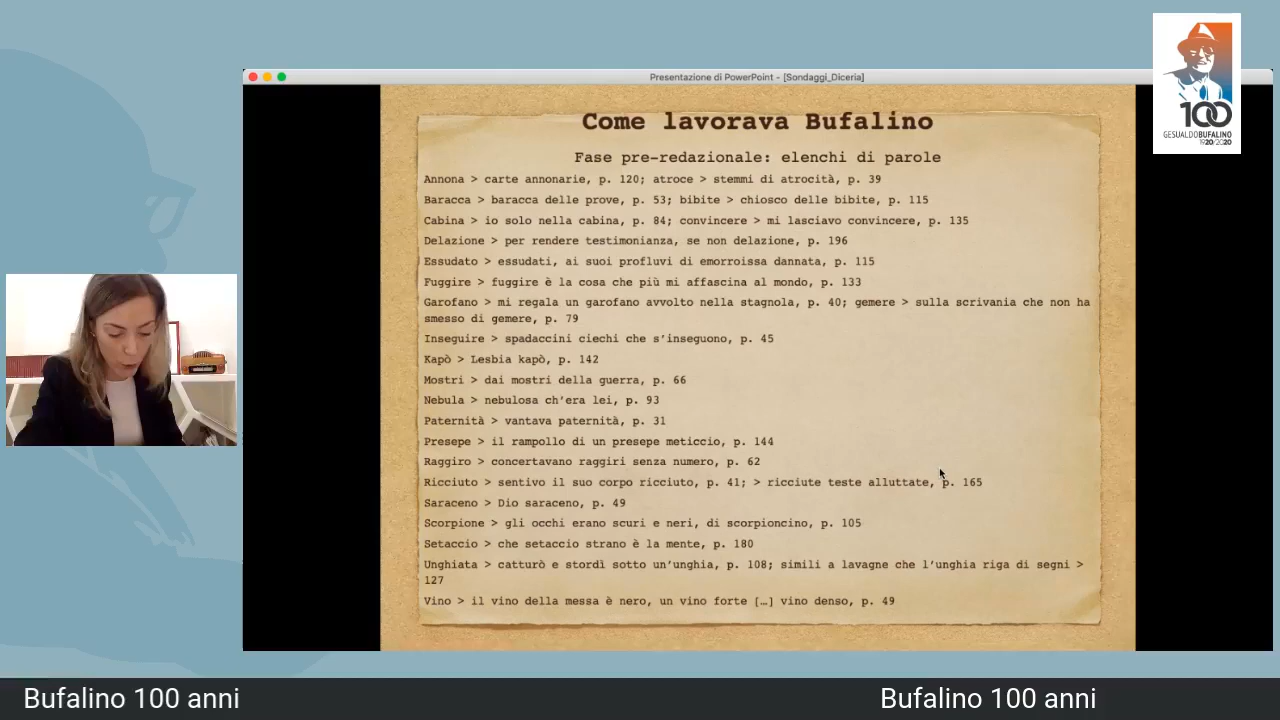 Presentazione di PowerPoint - [Sondaggi_Diceria]
100
GESUALDOBUFALINO
1920/2020
Come lavorava Bufalino
Fase pre-redazionale: elenchi di parole
Annona > carte annonarie, p. 120; atroce > stemmi di atrocità, p. 39
Baracca > baracca delle prove, p. 53; bibite > chiosco delle bibite, p. 115
Cabina > io solo nella cabina, p. 84; convincere > mi lasciavo convincere, p. 135
Delazione > per rendere testimonianza, se non delazione, p. 196
Essudato > essudati, ai suoi profluvi di emorroissa dannata, p. 115
Fuggire > fuggire è la cosa che più mi affascina al mondo, p. 133
Garofano > mi regala un garofano avvolto nella stagnola, p. 40; gemere > sulla scrivania che non ha
smesso di gemere, p. 79
Inseguire > spadaccini ciechi che s’inseguono, p. 45
Kapò > Lesbia kapò, p. 142
Mostri > dai mostri della guerra, p. 66
Nebula > nebulosa ch’era lei, p. 93
Paternità > vantava paternità, p. 31
Presepe > il rampollo di un presepe meticcio, p. 144
Raggiro > concertavano raggiri senza numero, p. 62
Ricciuto > sentivo il suo corpo ricciuto, p. 41; > ricciute teste alluttate, p. 165
Saraceno > Dio saraceno, p. 49
Scorpione > gli occhi erano scuri e neri, di scorpioncino, p. 105
Setaccio > che setaccio strano è la mente, p. 180
Unghiata > catturò e stordì sotto un’unghia, p. 108; simili a lavagne che l’unghia riga di segni >
127
Vino > il vino della messa è nero, un vino forte […] vino denso, p. 49
Bufalino 100 anni
Bufalino 100 anni